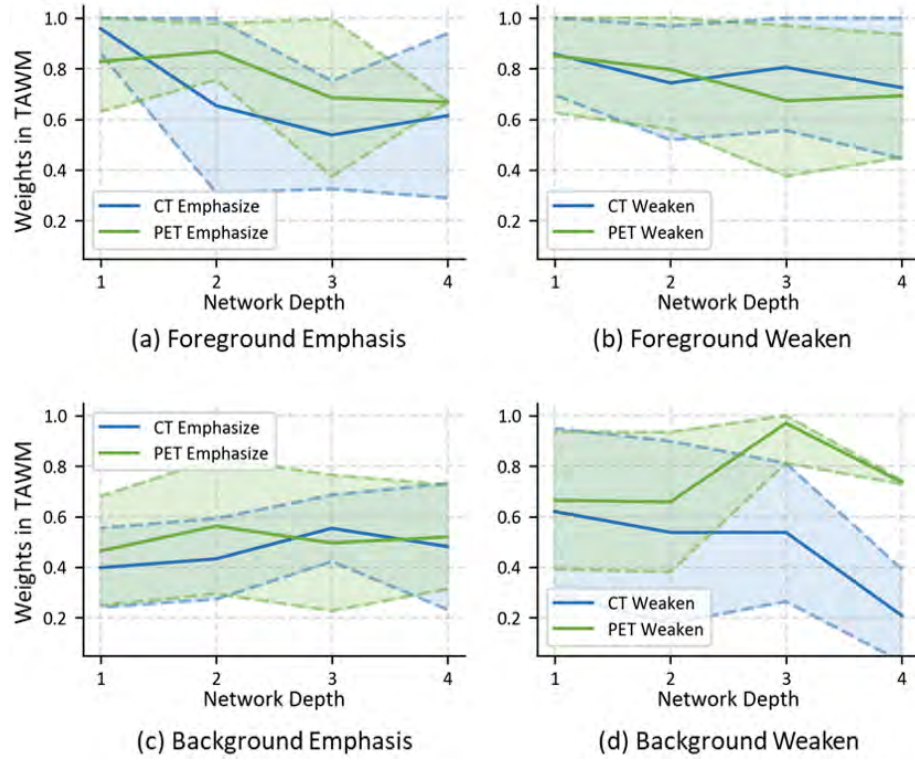 1.0
0.8
0.6
0.4
0.2
Weights in TAWM
CT Emphasize
PET Emphasize
1 2 3 4
Network Depth
(a) Foreground Emphasis
1.0
0.8
0.6
0.4
0.2
CT Weaken
PET Weaken
1 2 3 4
Network Depth
(b) Foreground Weaken
1.0
0.8
0.6
0.4
0.2
Weights in TAWM
CT Emphasize
PET Emphasize
1 2 3 4
Network Depth
(c) Background Emphasis
1.0
0.8
0.6
0.4
0.2
CT Weaken
PET Weaken
1 2 3 4
Network Depth
(d) Background Weaken